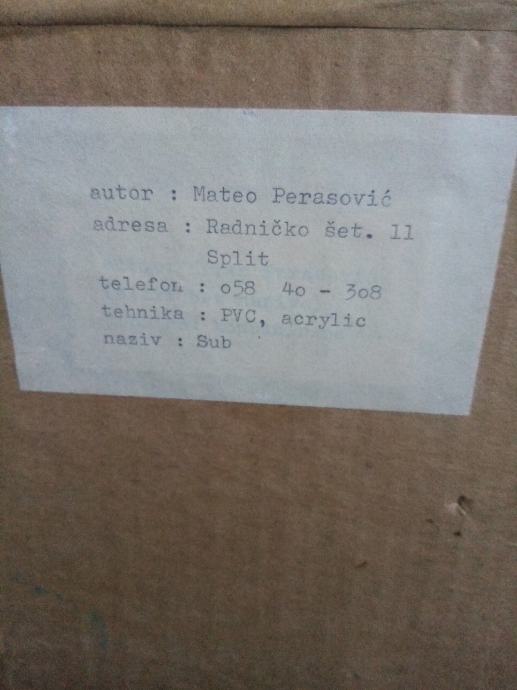 autor : Mateo Perasović
adresa : Radničko šet. 11
Split
telefon : 058 40 - 308
tehnika : PVC, acrylic
naziv : Sub